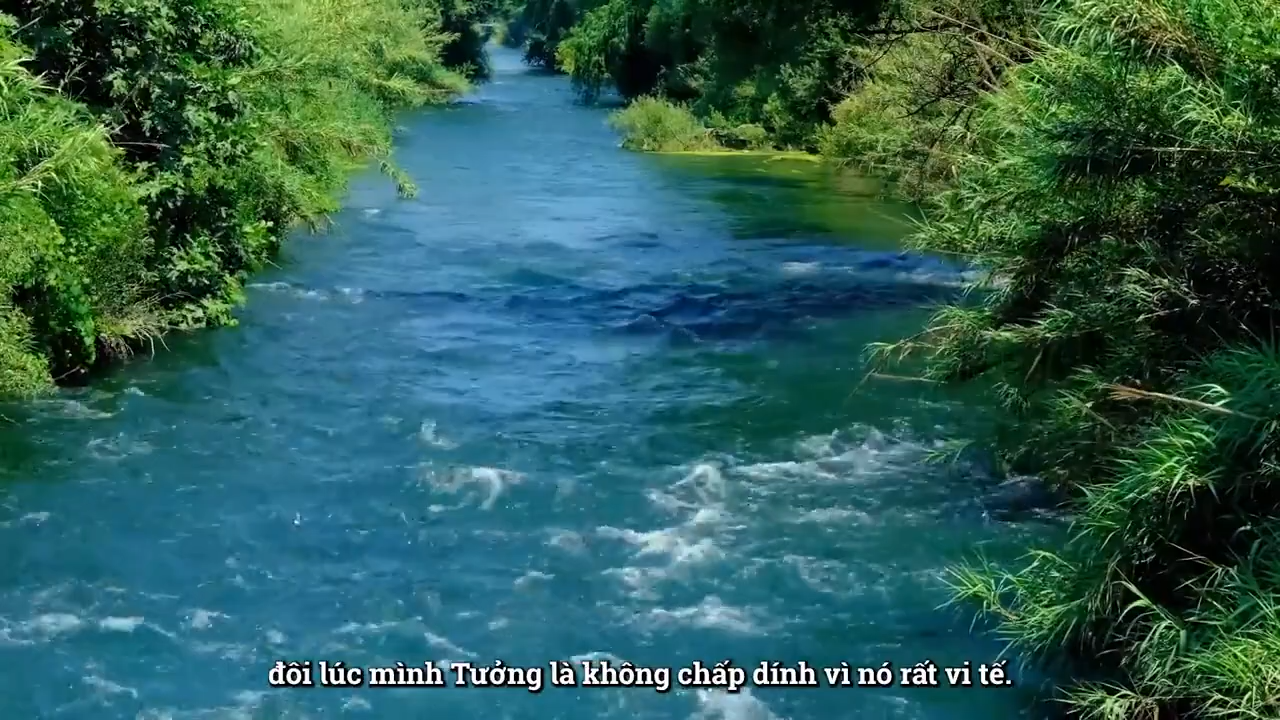 đôi lúc mình Tưởng là không chấp dính vì nó rất vi tế.